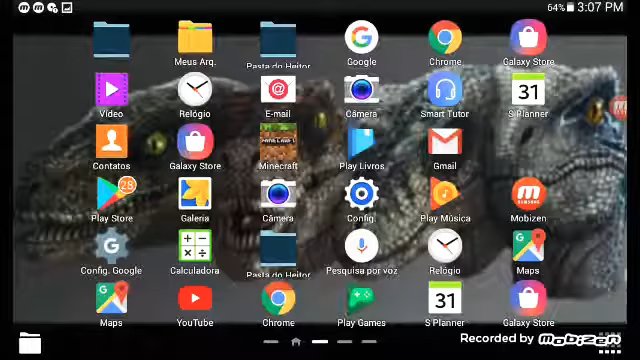 64% 3:07 PM
Meus Arq. Pasta do Heitor Google Chrome Galaxy Store
31
Vídeo Relógio E-mail Câmera Smart Tutor S Planner
MINECRAFT
Contatos Galaxy Store Minecraft Play Livros Gmail
28
Play Store Galeria Câmera Config. Play Música Mobizen
Config. Google Calculadora Pasta do Heitor Pesquisa por voz Relógio Maps
31
Maps YouTube Chrome Play Games S Planner Galaxy Store
Recorded by Mobizen